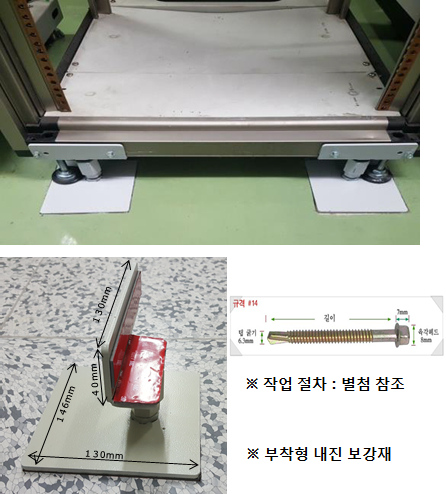 130mm
40mm
146mm
130mm
규격 #14
길이
7mm
팁 굵기
6.3mm
육각헤드
8mm
※ 작업 절차 : 별첨 참조
※ 부착형 내진 보강재